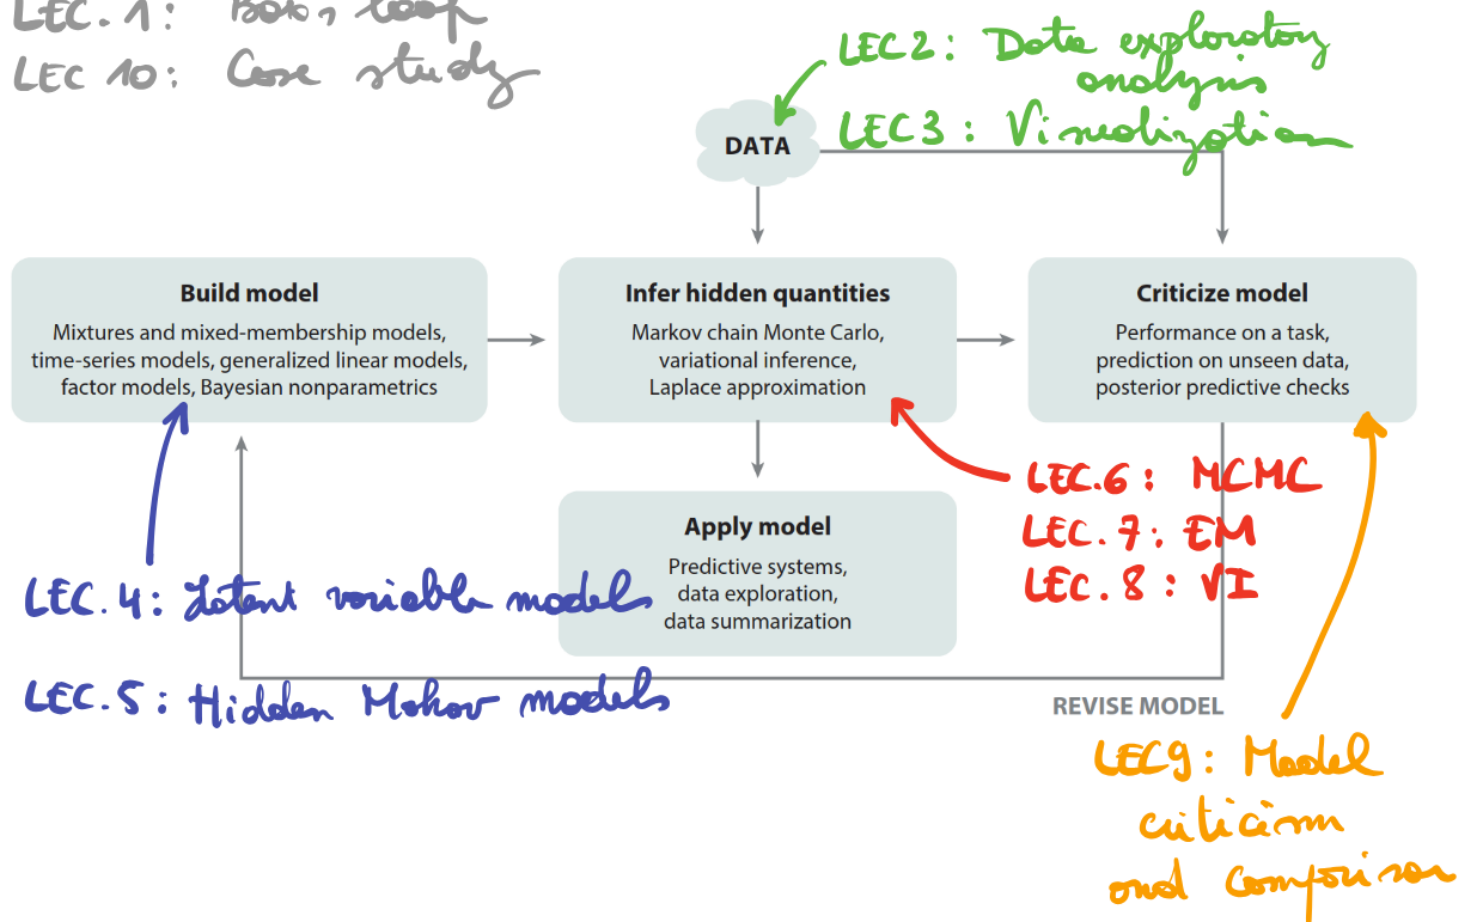 LEC. 1: Box's loop
LEC 10: Case study
LEC2: Data exploratory
analysis
LEC3: Visualization
DATA
Build model
Mixtures and mixed-membership models,
time-series models, generalized linear models,
factor models, Bayesian nonparametrics
Infer hidden quantities
Markov chain Monte Carlo,
variational inference,
Laplace approximation
Criticize model
Performance on a task,
prediction on unseen data,
posterior predictive checks
LEC.6: MCMC
LEC.7: EM
LEC.8: VI
Apply model
Predictive systems,
data exploration,
data summarization
LEC.4: Latent variable models
LEC.5: Hidden Mokov models
REVISE MODEL
LEC9: Model
criticism
and comparison